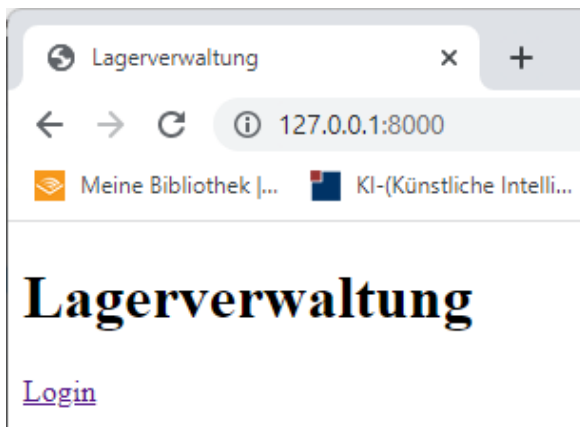 Lagerverwaltung
127.0.0.1:8000
Meine Bibliothek |... KI-(Künstliche Intelli...
Lagerverwaltung
Login